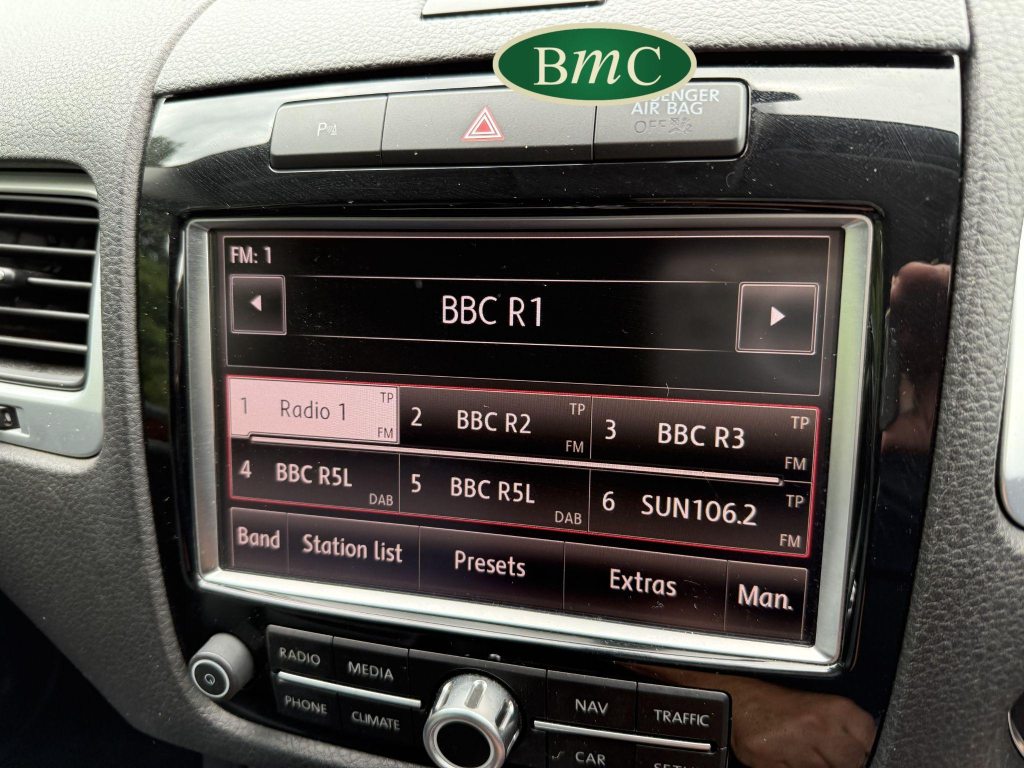 BmC
P
AIR BAG
OFF
FM: 1
BBC R1
1 Radio 1 TP FM
2 BBC R2 TP FM
3 BBC R3 TP FM
4 BBC R5L DAB
5 BBC R5L DAB
6 SUN106.2 TP FM
Band Station list Presets Extras Man.
RADIO MEDIA NAV TRAFFIC
PHONE CLIMATE CAR